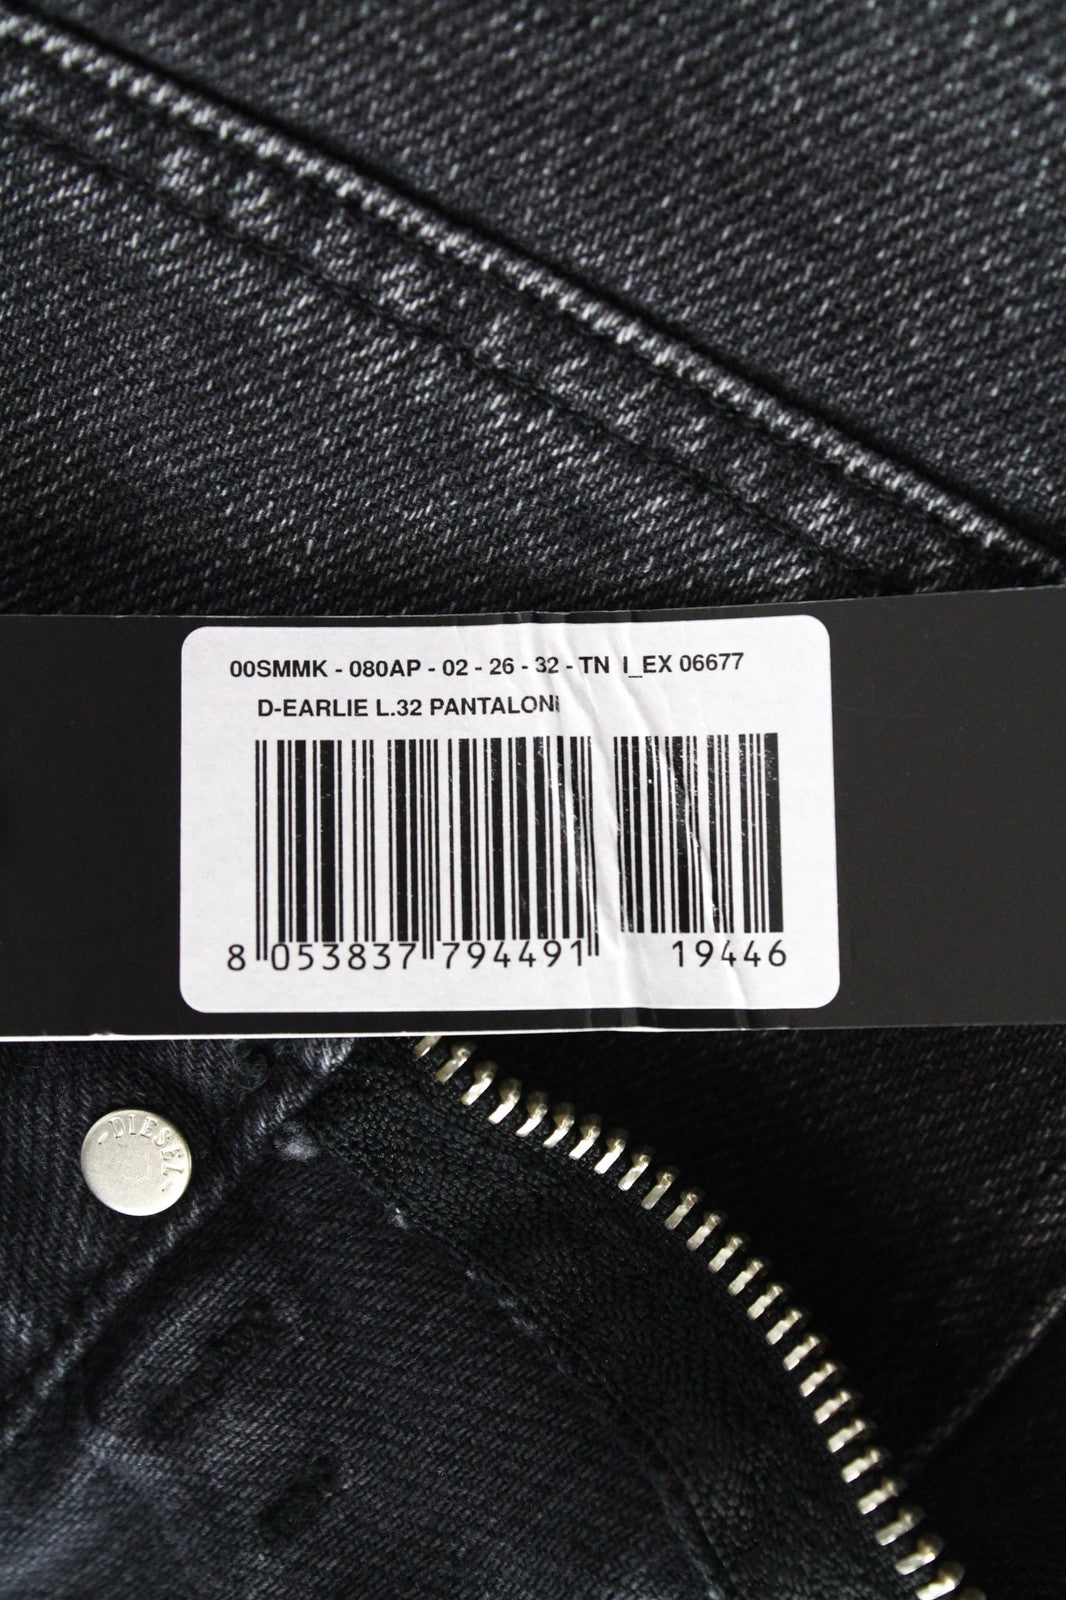 00SMMK - 080AP - 02 - 26 - 32 - TN I_EX 06677
D-EARLIE L.32 PANTALONI
8 053837 794491 19446
DIESEL